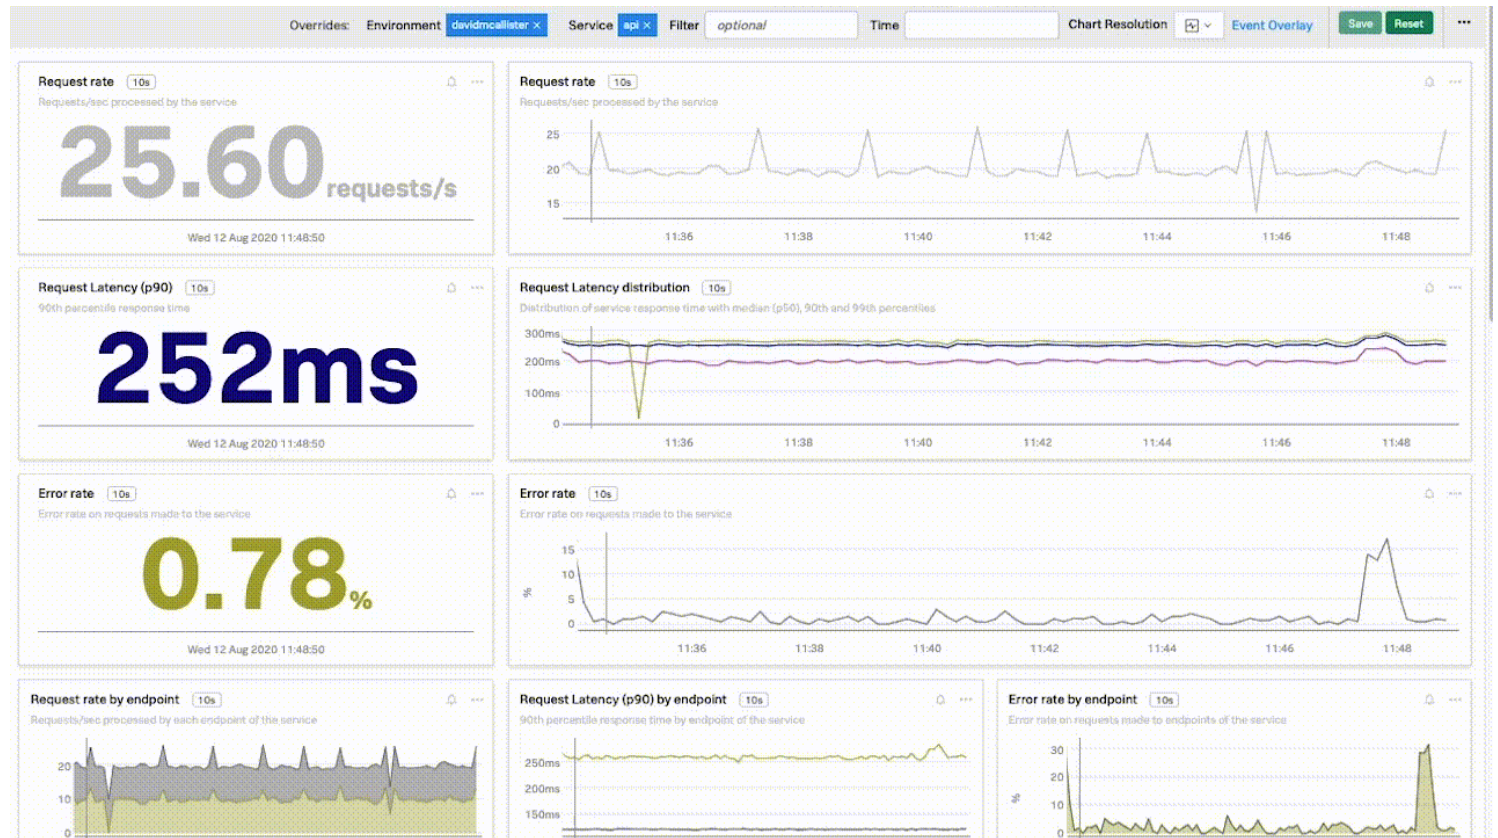 Overrides: Environment davidmcallister × Service api × Filter optional Time Chart Resolution Event Overlay Save Reset ···
Request rate 10s
Requests/sec processed by the service
25.60 requests/s
Wed 12 Aug 2020 11:48:50
Request rate 10s
Requests/sec processed by the service
25
20
15
11:36 11:38 11:40 11:42 11:44 11:46 11:48
Request Latency (p90) 10s
90th percentile response time
252ms
Wed 12 Aug 2020 11:48:50
Request Latency distribution 10s
Distribution of service response time with median (p50), 90th and 99th percentiles
300ms
200ms
100ms
0
11:36 11:38 11:40 11:42 11:44 11:46 11:48
Error rate 10s
Error rate on requests made to the service
0.78%
Wed 12 Aug 2020 11:48:50
Error rate 10s
Error rate on requests made to the service
%
15
10
5
0
11:36 11:38 11:40 11:42 11:44 11:46 11:48
Request rate by endpoint 10s
Requests/sec processed by each endpoint of the service
20
10
0
Request Latency (p90) by endpoint 10s
90th percentile response time by endpoint of the service
250ms
200ms
150ms
Error rate by endpoint 10s
Error rate on requests made to endpoints of the service
%
30
20
10
0